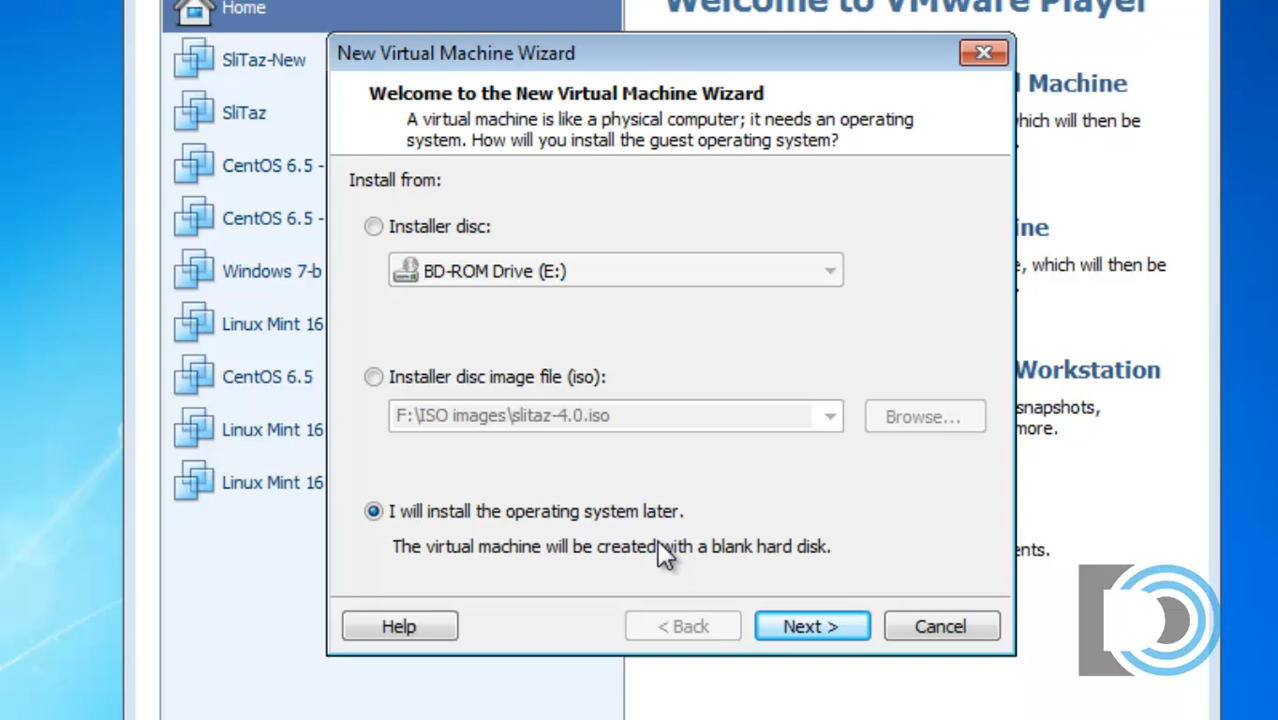 Home
Welcome to VMware Player
SliTaz-New
SliTaz
CentOS 6.5 -
CentOS 6.5 -
Windows 7-b
Linux Mint 16
CentOS 6.5
Linux Mint 16
Linux Mint 16
New Virtual Machine Wizard
Welcome to the New Virtual Machine Wizard
A virtual machine is like a physical computer; it needs an operating
system. How will you install the guest operating system?
Install from:
Installer disc:
BD-ROM Drive (E:)
Installer disc image file (iso):
F:\ISO images\slitaz-4.0.iso
Browse...
I will install the operating system later.
The virtual machine will be created with a blank hard disk.
Help
< Back
Next >
Cancel
Machine
which will then be
ine
, which will then be
Workstation
snapshots,
more.
ents.